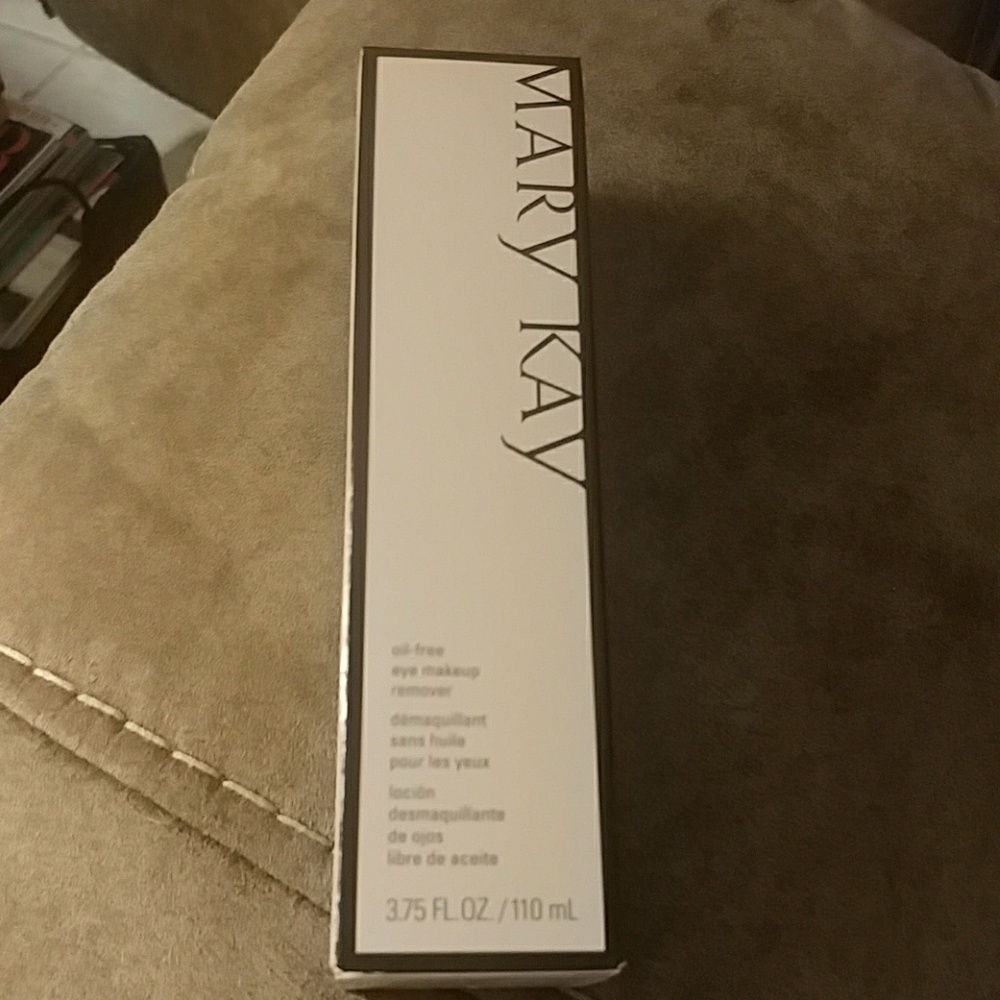 MARY KAY
oil-free
eye makeup
remover
démaquillant
sans huile
pour les yeux
loción
desmaquillante
de ojos
libre de aceite
3.75 FL.OZ. / 110 mL